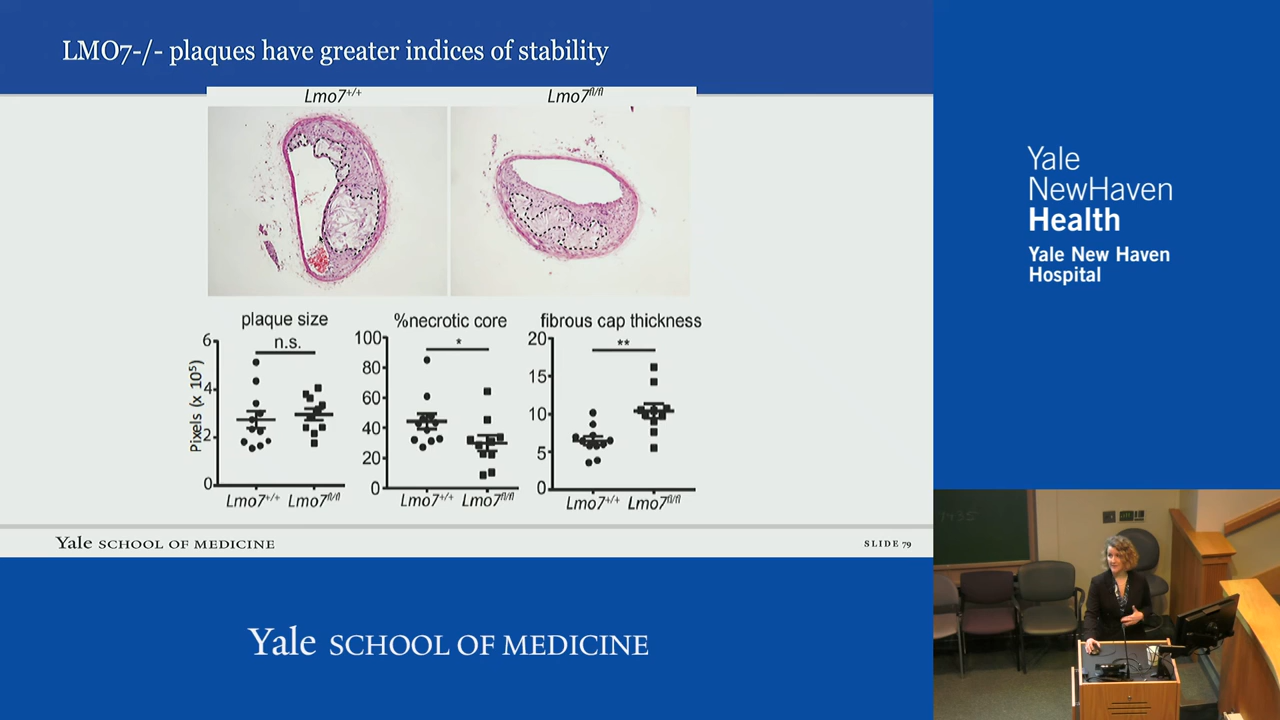 LMO7-/- plaques have greater indices of stability
Lmo7+/+
Lmo7fl/fl
plaque size
n.s.
Pixels (x 10⁵)
6
4
2
0
Lmo7+/+ Lmo7fl/fl
%necrotic core
*
100
80
60
40
20
0
Lmo7+/+ Lmo7fl/fl
fibrous cap thickness
**
20
15
10
5
0
Lmo7+/+ Lmo7fl/fl
Yale SCHOOL OF MEDICINE
SLIDE 79
Yale
NewHaven
Health
Yale New Haven
Hospital
Yale SCHOOL OF MEDICINE